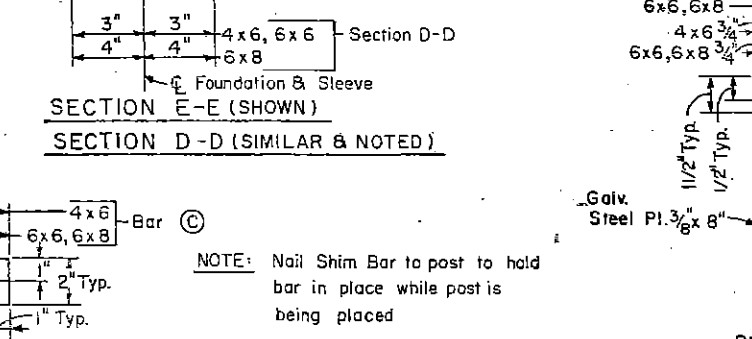 3" 3" 4x6, 6x6 Section D-D
4" 4" 6x8
℄ Foundation & Sleeve
SECTION E-E (SHOWN)
SECTION D-D (SIMILAR & NOTED)
6x6,6x8
4x6 3/4"
6x6,6x8 3/4"
1 1/2" Typ.
1/2" Typ.
Galv.
Steel Pl. 3/8" x 8"
4x6 Bar Ⓒ
6x6, 6x8
1" 2" Typ.
1" Typ.
NOTE: Nail Shim Bar to post to hold
bar in place while post is
being placed